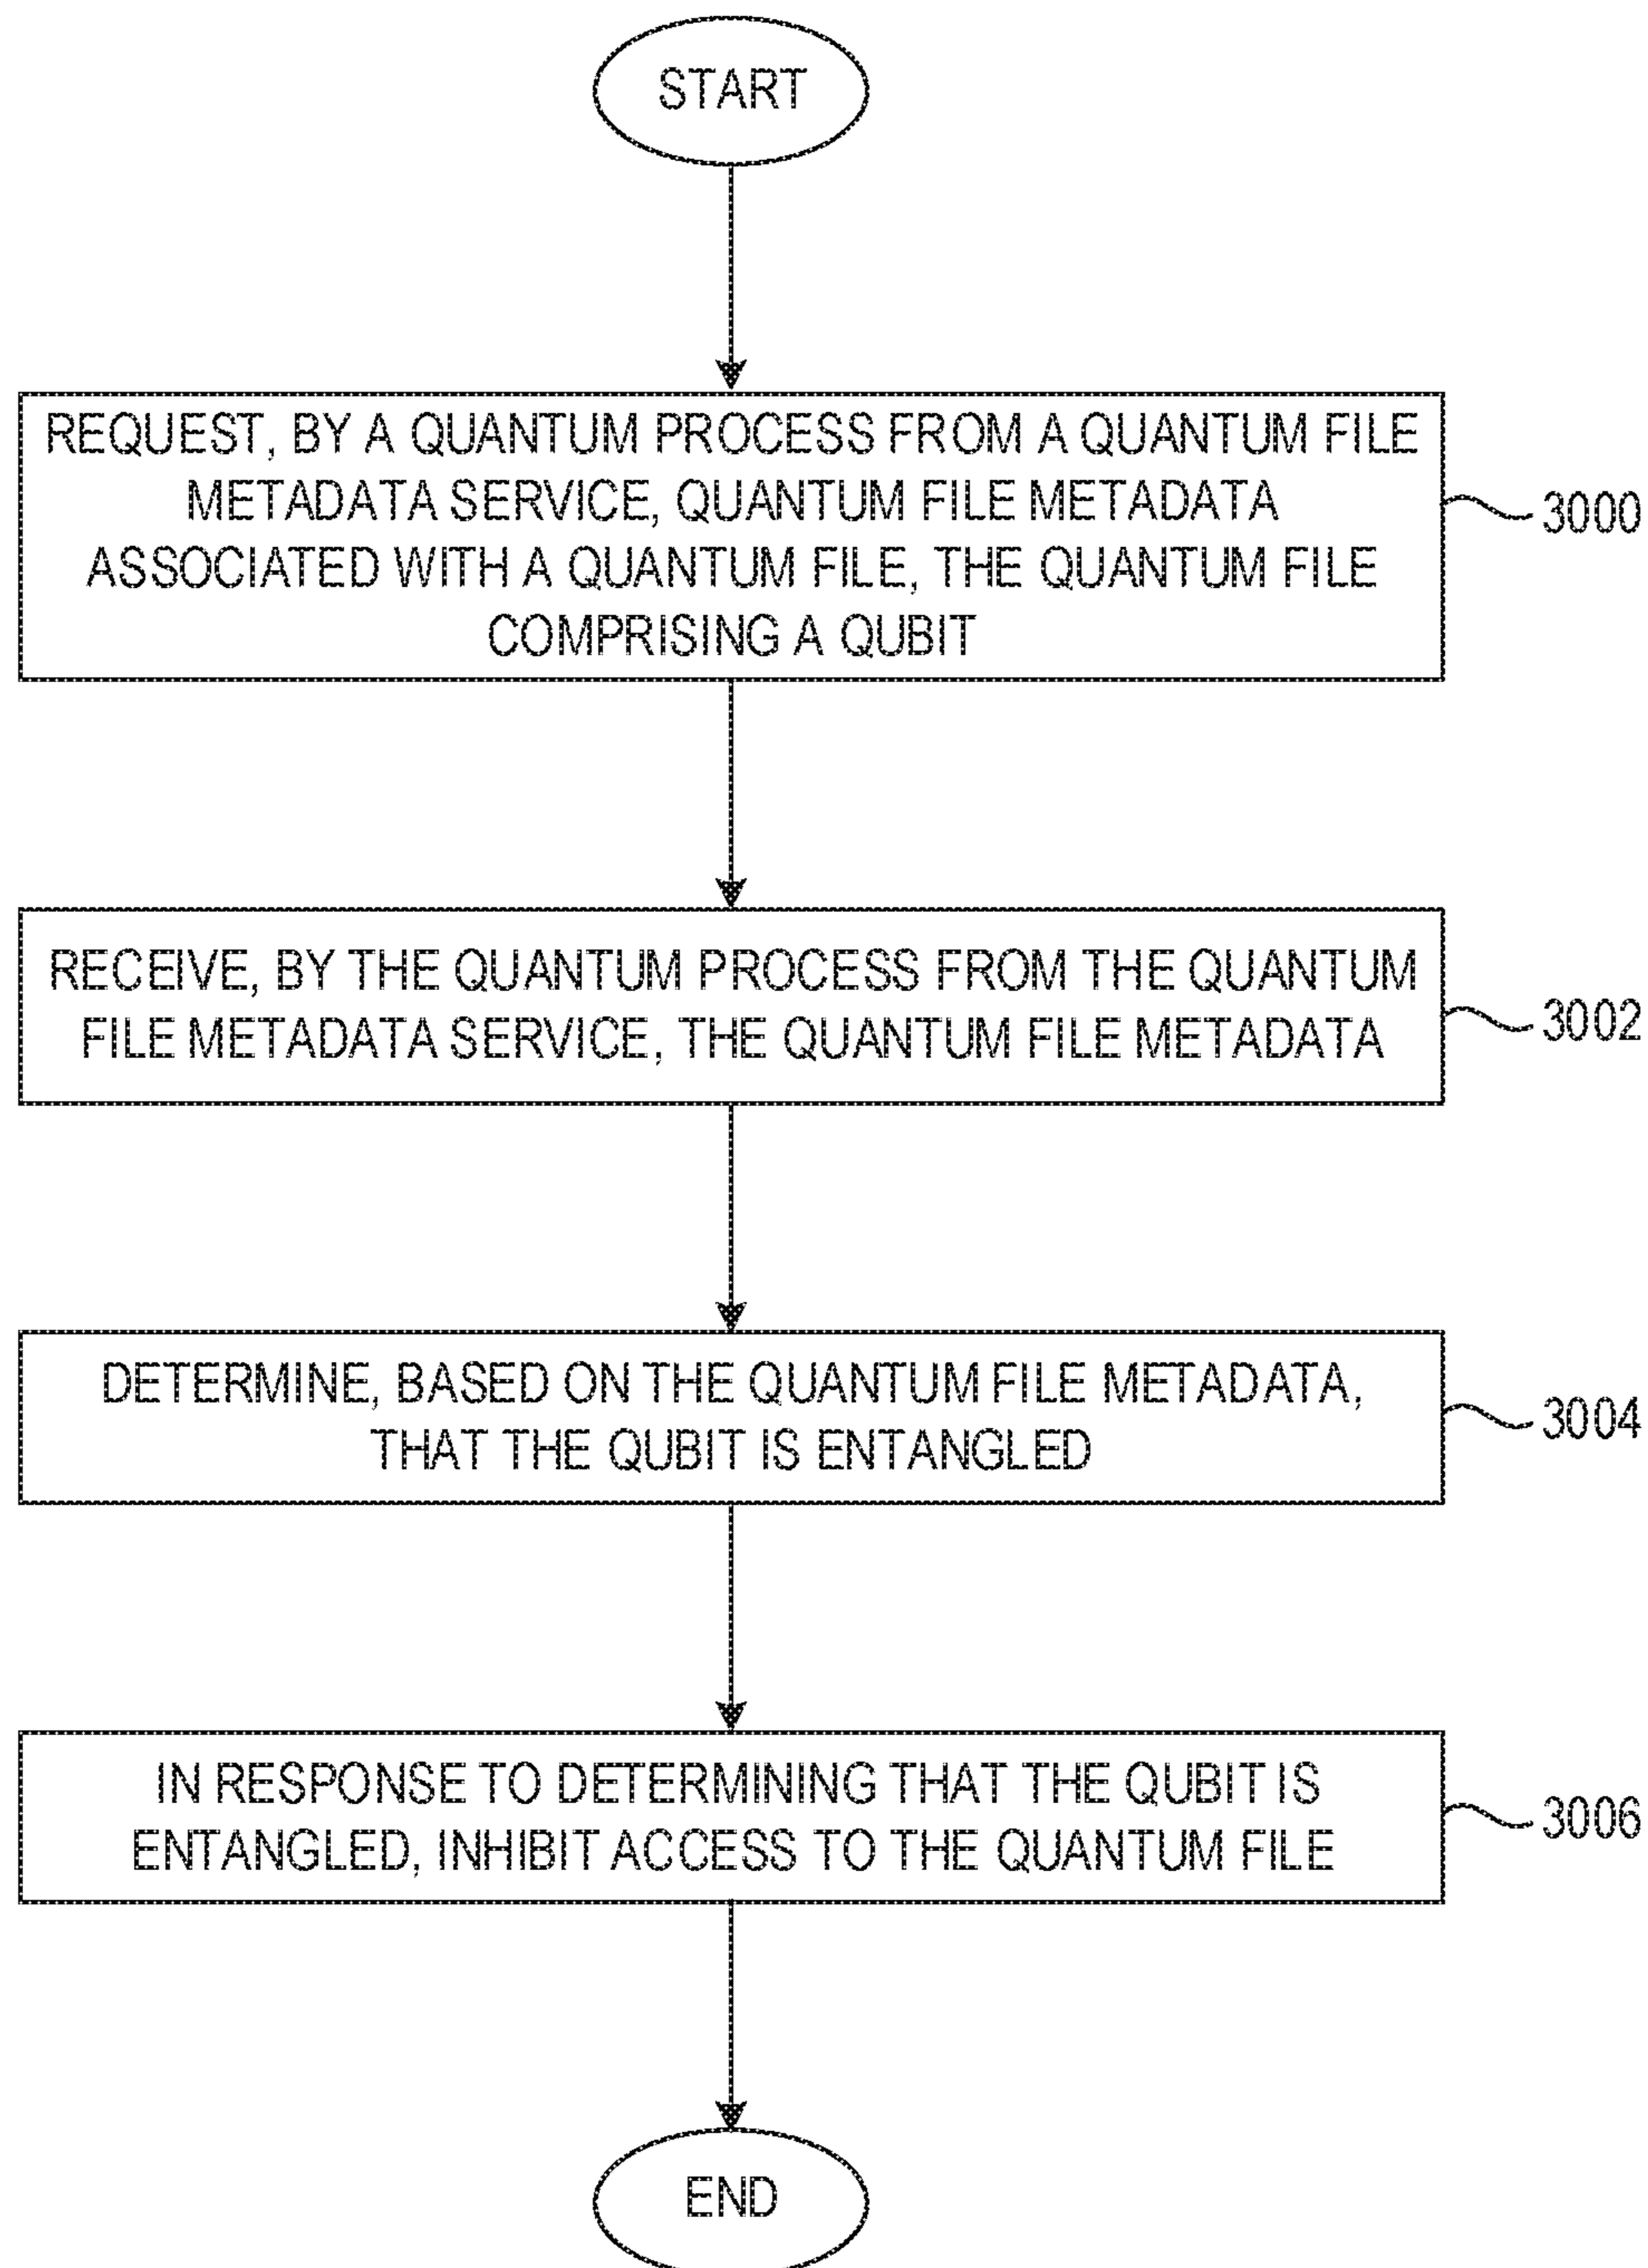 START
REQUEST, BY A QUANTUM PROCESS FROM A QUANTUM FILE
METADATA SERVICE, QUANTUM FILE METADATA
ASSOCIATED WITH A QUANTUM FILE, THE QUANTUM FILE
COMPRISING A QUBIT
3000
RECEIVE, BY THE QUANTUM PROCESS FROM THE QUANTUM
FILE METADATA SERVICE, THE QUANTUM FILE METADATA
3002
DETERMINE, BASED ON THE QUANTUM FILE METADATA,
THAT THE QUBIT IS ENTANGLED
3004
IN RESPONSE TO DETERMINING THAT THE QUBIT IS
ENTANGLED, INHIBIT ACCESS TO THE QUANTUM FILE
3006
END